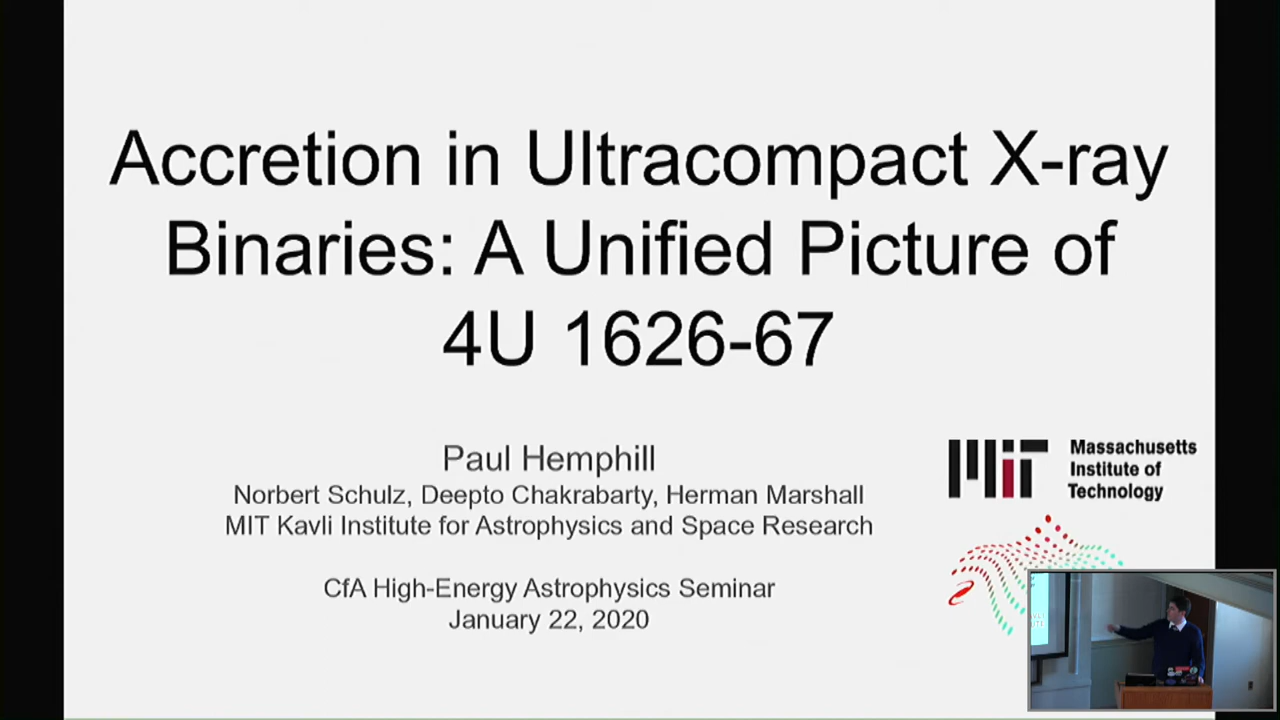 Accretion in Ultracompact X-ray
Binaries: A Unified Picture of
4U 1626-67
Paul Hemphill
Norbert Schulz, Deepto Chakrabarty, Herman Marshall
MIT Kavli Institute for Astrophysics and Space Research
CfA High-Energy Astrophysics Seminar
January 22, 2020
MIT
Massachusetts
Institute of
Technology